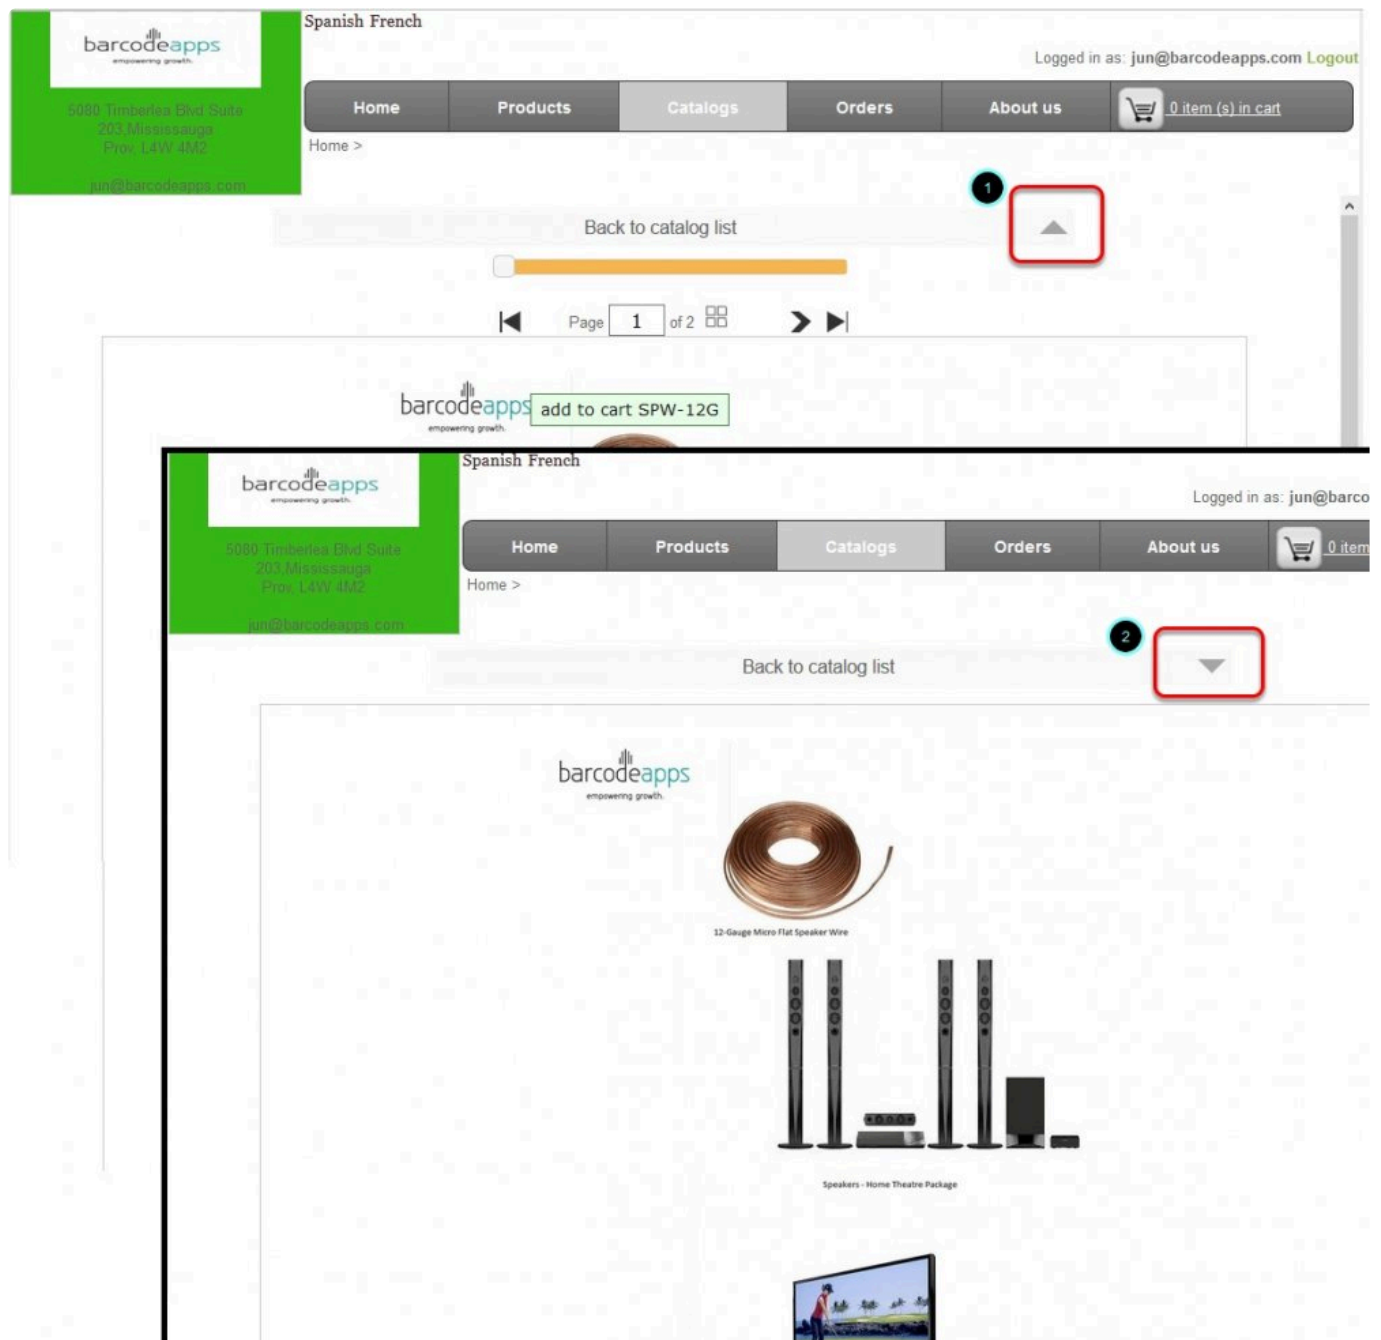 Spanish French
barcodeapps
empowering growth.
Logged in as: jun@barcodeapps.com Logout
5080 Timberlea Blvd Suite
203,Mississauga
Prov, L4W 4M2
jun@barcodeapps.com
Home Products Catalogs Orders About us 0 item (s) in cart
Home >
1
Back to catalog list
Page 1 of 2
barcodeapps
empowering growth.
add to cart SPW-12G
Spanish French
barcodeapps
empowering growth.
Logged in as: jun@barco
5080 Timberlea Blvd Suite
203,Mississauga
Prov, L4W 4M2
jun@barcodeapps.com
Home Products Catalogs Orders About us 0 item
Home >
2
Back to catalog list
barcodeapps
empowering growth.
12-Gauge Micro Flat Speaker Wire
Speakers - Home Theatre Package